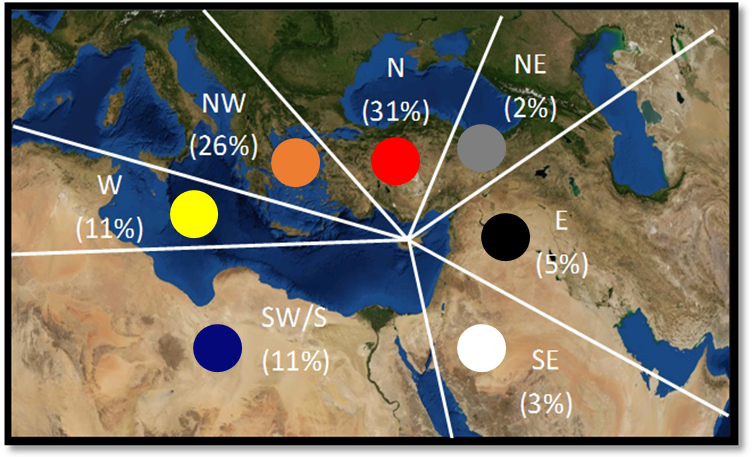 N
(31%)
NE
(2%)
NW
(26%)
W
(11%)
E
(5%)
SW/S
(11%)
SE
(3%)